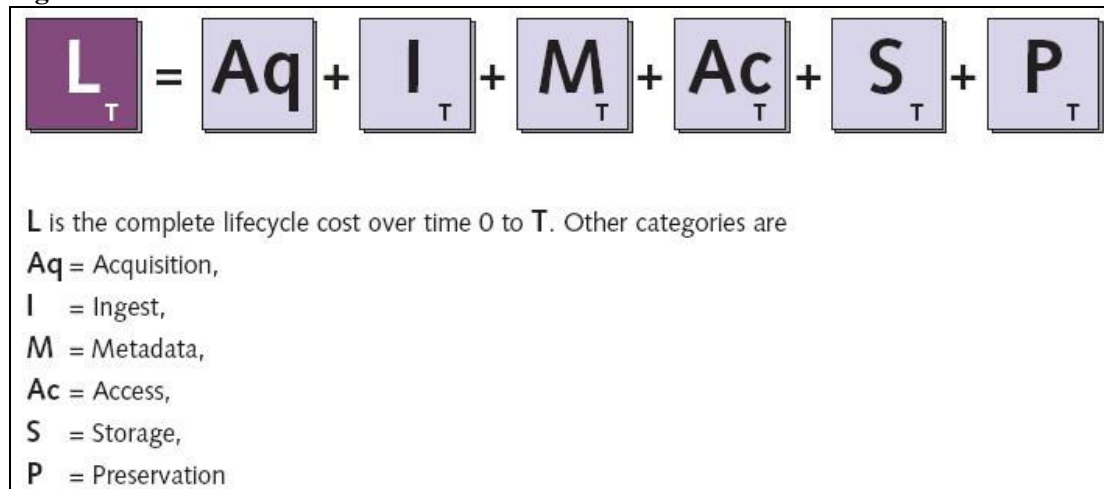 L T = Aq + I T + M T + Ac T + S T + P T
L is the complete lifecycle cost over time 0 to T. Other categories are
Aq = Acquisition,
I = Ingest,
M = Metadata,
Ac = Access,
S = Storage,
P = Preservation